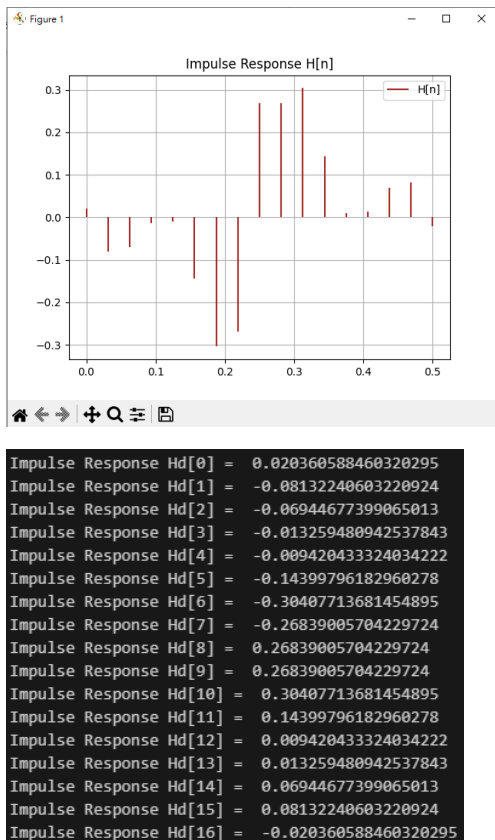 Figure 1
Impulse Response H[n]
H[n]
0.3
0.2
0.1
0.0
−0.1
−0.2
−0.3
0.0 0.1 0.2 0.3 0.4 0.5
Impulse Response Hd[0] =  0.020360588460320295
Impulse Response Hd[1] =  -0.08132240603220924
Impulse Response Hd[2] =  -0.06944677399065013
Impulse Response Hd[3] =  -0.013259480942537843
Impulse Response Hd[4] =  -0.009420433324034222
Impulse Response Hd[5] =  -0.14399796182960278
Impulse Response Hd[6] =  -0.30407713681454895
Impulse Response Hd[7] =  -0.26839005704229724
Impulse Response Hd[8] =  0.26839005704229724
Impulse Response Hd[9] =  0.26839005704229724
Impulse Response Hd[10] =  0.30407713681454895
Impulse Response Hd[11] =  0.14399796182960278
Impulse Response Hd[12] =  0.009420433324034222
Impulse Response Hd[13] =  0.013259480942537843
Impulse Response Hd[14] =  0.06944677399065013
Impulse Response Hd[15] =  0.08132240603220924
Impulse Response Hd[16] =  -0.020360588460320295